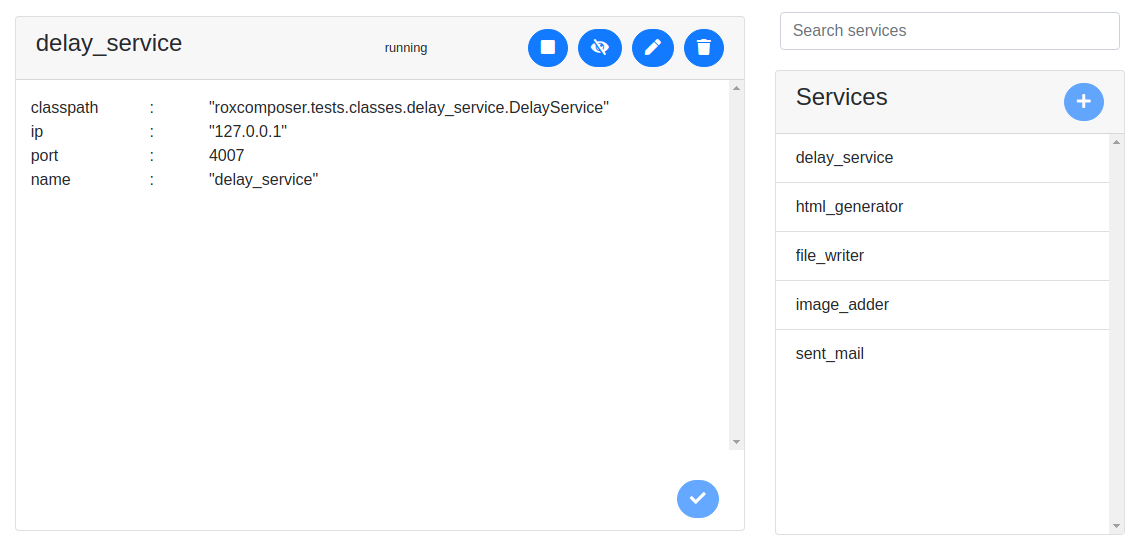 delay_service
running
classpath : "roxcomposer.tests.classes.delay_service.DelayService"
ip : "127.0.0.1"
port : 4007
name : "delay_service"
Search services
Services
delay_service
html_generator
file_writer
image_adder
sent_mail